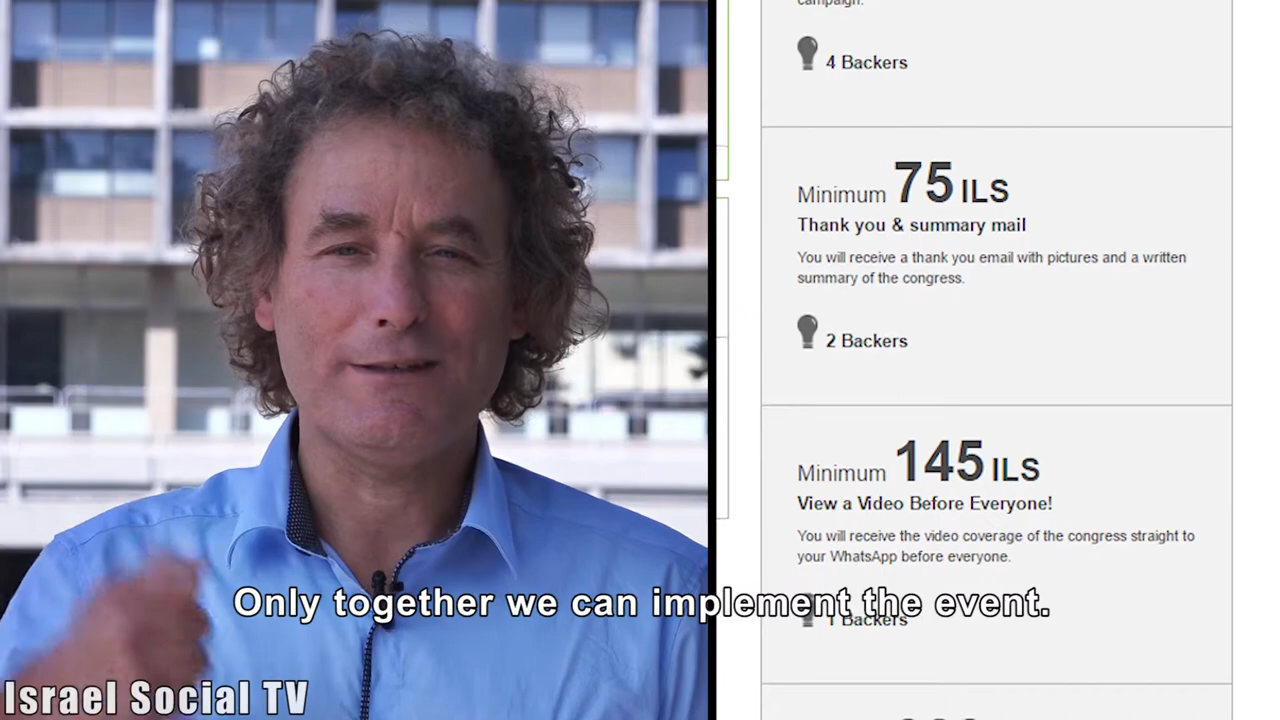 campaign.
4 Backers
Minimum 75 ILS
Thank you & summary mail
You will receive a thank you email with pictures and a written
summary of the congress.
2 Backers
Minimum 145 ILS
View a Video Before Everyone!
You will receive the video coverage of the congress straight to
your WhatsApp before everyone.
Only together we can implement the event.
1 Backers
Israel Social TV